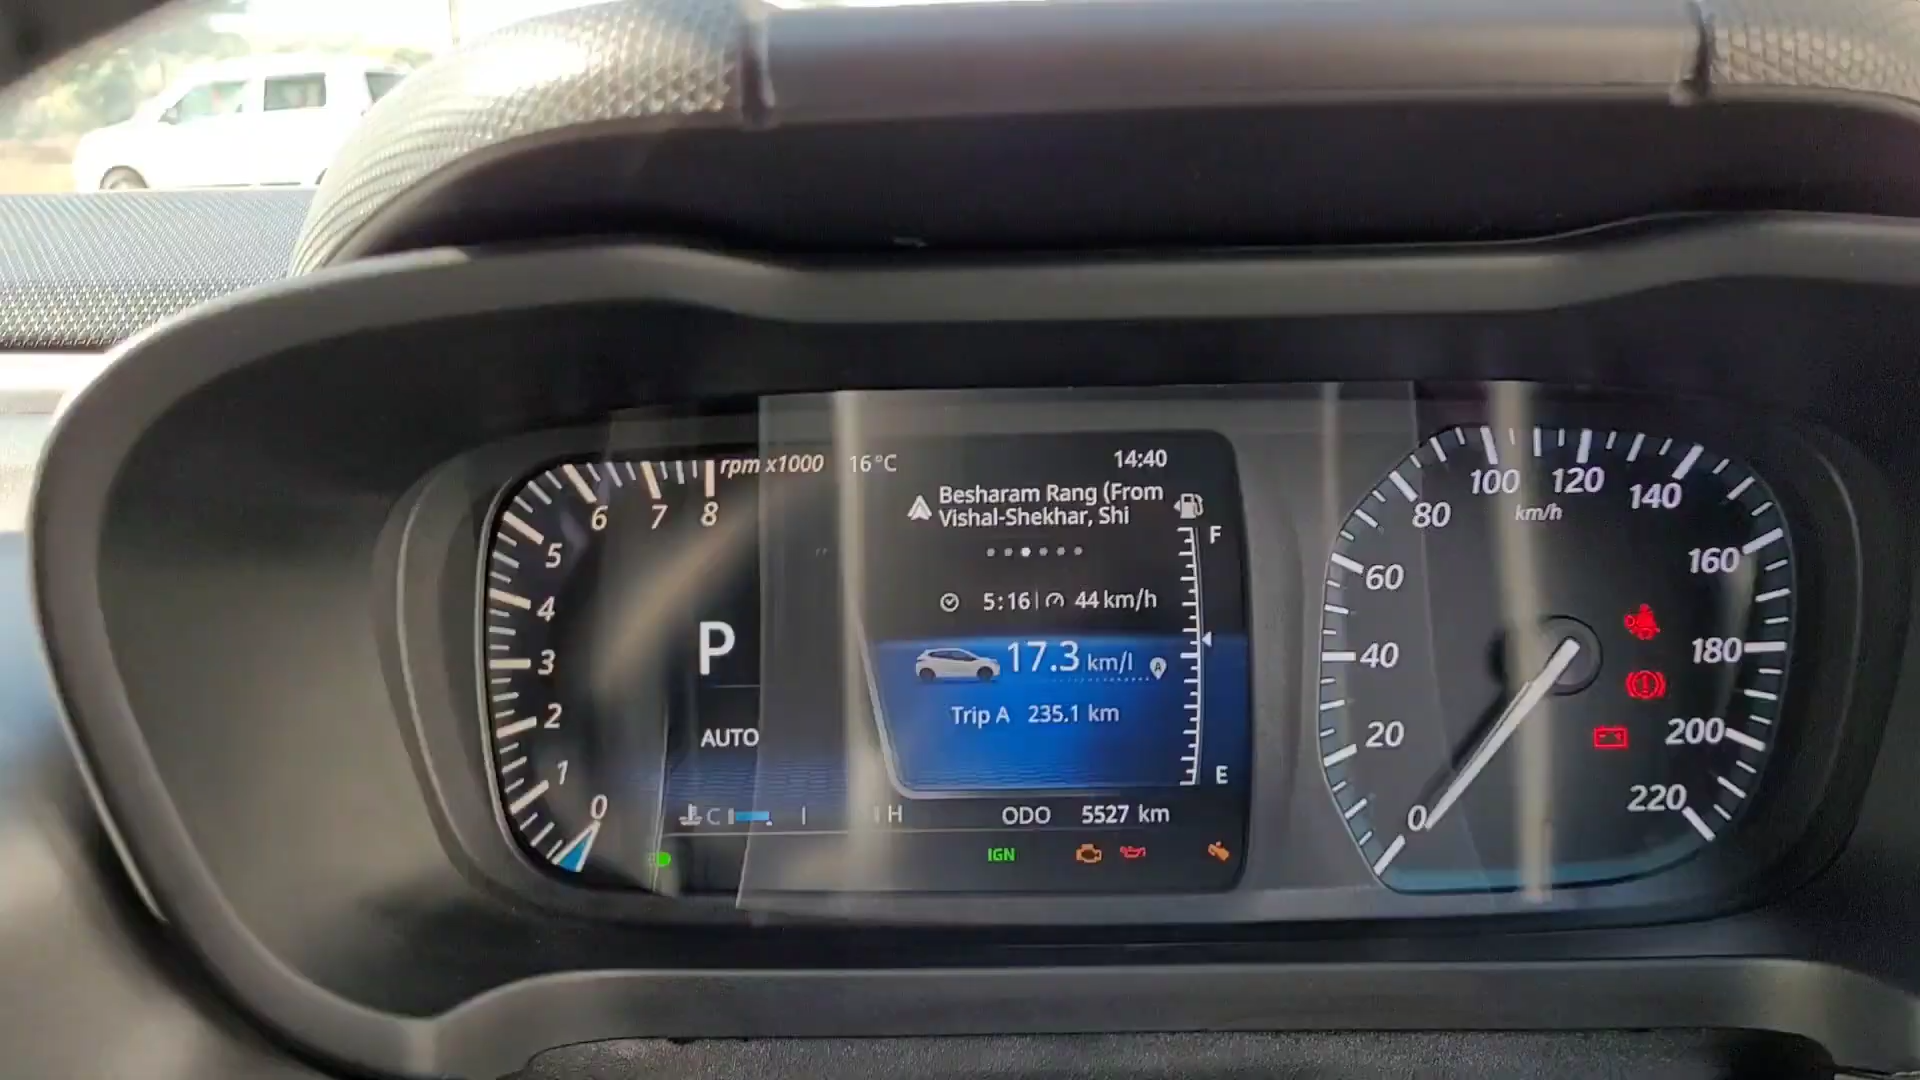 rpm x1000
16°C
14:40
Besharam Rang (From
Vishal-Shekhar, Shi
F
5:16
44 km/h
17.3 km/l
A
Trip A 235.1 km
E
P
AUTO
C
H
ODO 5527 km
IGN
0
1
2
3
4
5
6
7
8
km/h
0
20
40
60
80
100
120
140
160
180
200
220